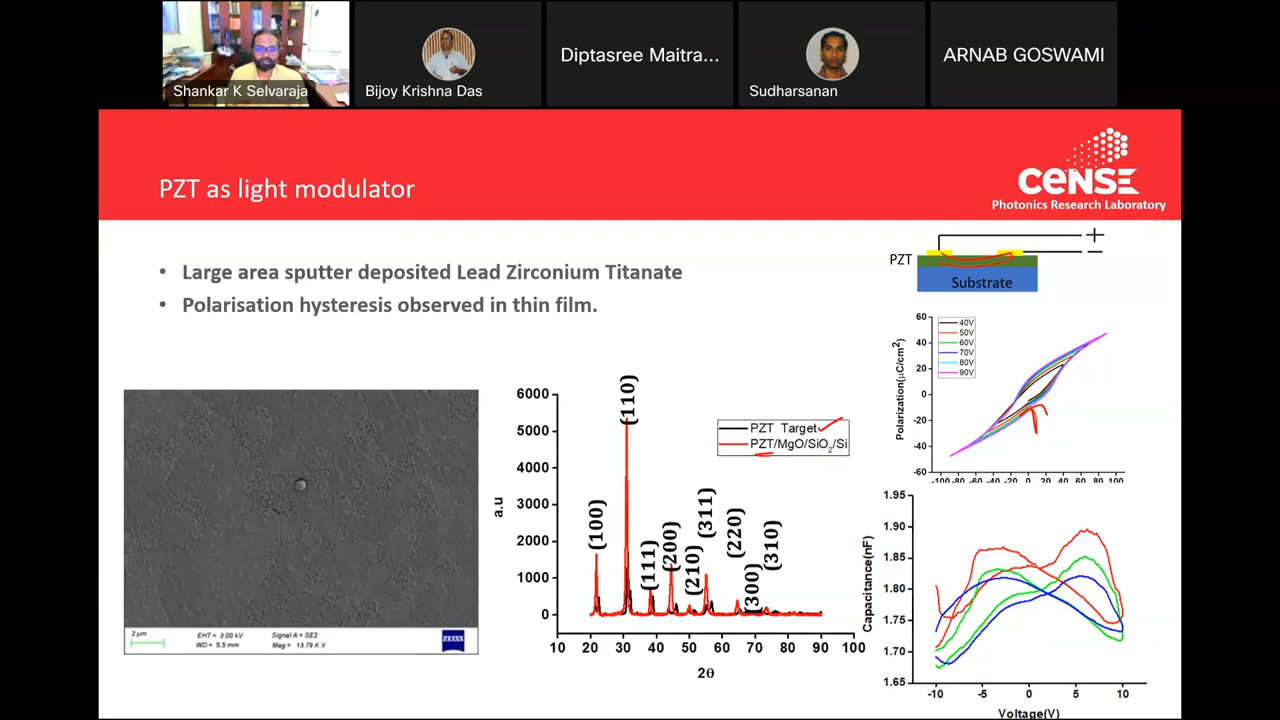 Shankar K Selvaraja
Bijoy Krishna Das
Diptasree Maitra...
Sudharsanan
ARNAB GOSWAMI
PZT as light modulator
CeNSE
Photonics Research Laboratory
• Large area sputter deposited Lead Zirconium Titanate
• Polarisation hysteresis observed in thin film.
+
−
PZT
Substrate
2 µm
EHT = 3.00 kV
WD = 5.5 mm
Signal A = SE2
Mag = 13.79 K X
ZEISS
6000
5000
4000
3000
2000
1000
0
a.u
(100)
(110)
(111)
(200)
(210)
(311)
(220)
(300)
(310)
PZT Target
PZT/MgO/SiO2/Si
10 20 30 40 50 60 70 80 90 100
2θ
60
40
20
0
-20
-40
-60
Polarization(µC/cm2)
40V
50V
60V
70V
80V
90V
-100 -80 -60 -40 -20 0 20 40 60 80 100
1.95
1.90
1.85
1.80
1.75
1.70
1.65
Capacitance(nF)
-10 -5 0 5 10
Voltage(V)